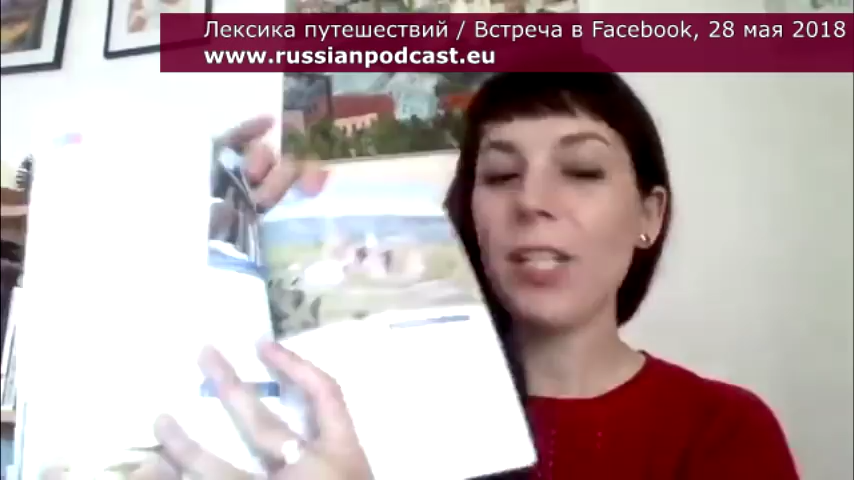 Лексика путешествий / Встреча в Facebook, 28 мая 2018
www.russianpodcast.eu